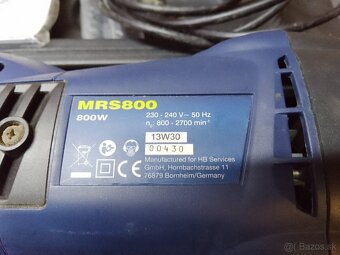 MRS800
800W
230 - 240 V~ 50 Hz
n₀: 800 - 2700 min⁻¹
13W30
00430
Manufactured for HB Services
GmbH, Hornbachstrasse 11
76879 Bornheim/Germany
bazos.sk